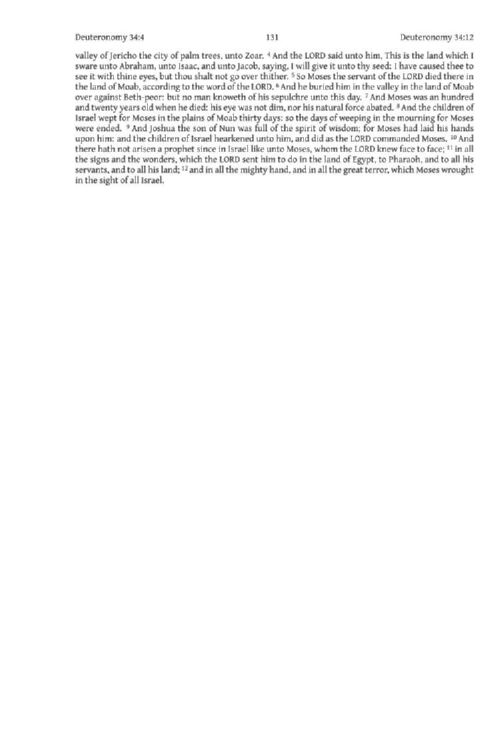 Deuteronomy 34:4 131 Deuteronomy 34:12
valley of Jericho the city of palm trees, unto Zoar. 4 And the LORD said unto him, This is the land which I
sware unto Abraham, unto Isaac, and unto Jacob, saying, I will give it unto thy seed: I have caused thee to
see it with thine eyes, but thou shalt not go over thither. 5 So Moses the servant of the LORD died there in
the land of Moab, according to the word of the LORD. 6 And he buried him in the valley in the land of Moab
over against Beth-peor: but no man knoweth of his sepulchre unto this day. 7 And Moses was an hundred
and twenty years old when he died: his eye was not dim, nor his natural force abated. 8 And the children of
Israel wept for Moses in the plains of Moab thirty days: so the days of weeping in the mourning for Moses
were ended. 9 And Joshua the son of Nun was full of the spirit of wisdom; for Moses had laid his hands
upon him: and the children of Israel hearkened unto him, and did as the LORD commanded Moses. 10 And
there hath not arisen a prophet since in Israel like unto Moses, whom the LORD knew face to face; 11 in all
the signs and the wonders, which the LORD sent him to do in the land of Egypt, to Pharaoh, and to all his
servants, and to all his land; 12 and in all the mighty hand, and in all the great terror, which Moses wrought
in the sight of all Israel.